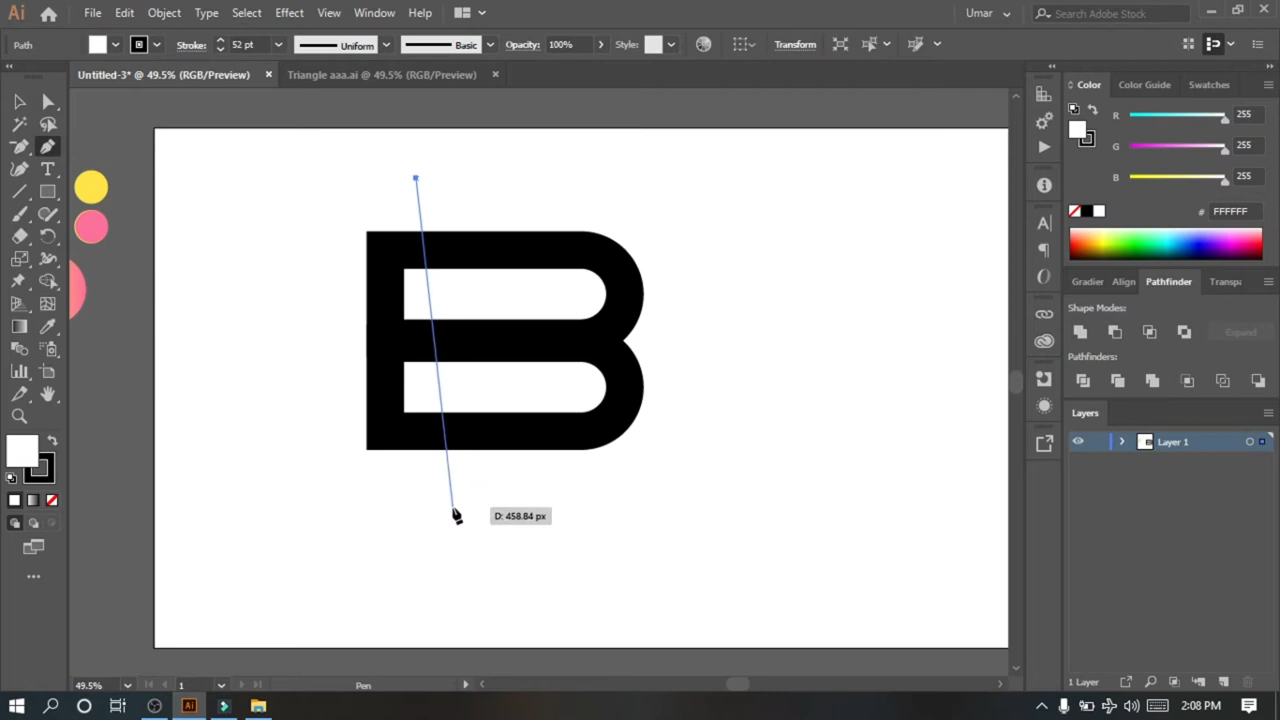 Ai File Edit Object Type Select Effect View Window Help Umar Search Adobe Stock
Path Stroke: 52 pt Uniform Basic Opacity: 100% Style: Transform
Untitled-3* @ 49.5% (RGB/Preview) × Triangle aaa.ai @ 49.5% (RGB/Preview) ×
Color Color Guide Swatches
R 255
G 255
B 255
# FFFFFF
B
Gradier Align Pathfinder Transpa
Shape Modes:
Expand
Pathfinders:
Layers
Layer 1
D: 458.84 px
1 Layer
49.5% 1 Pen
Ai 2:08 PM